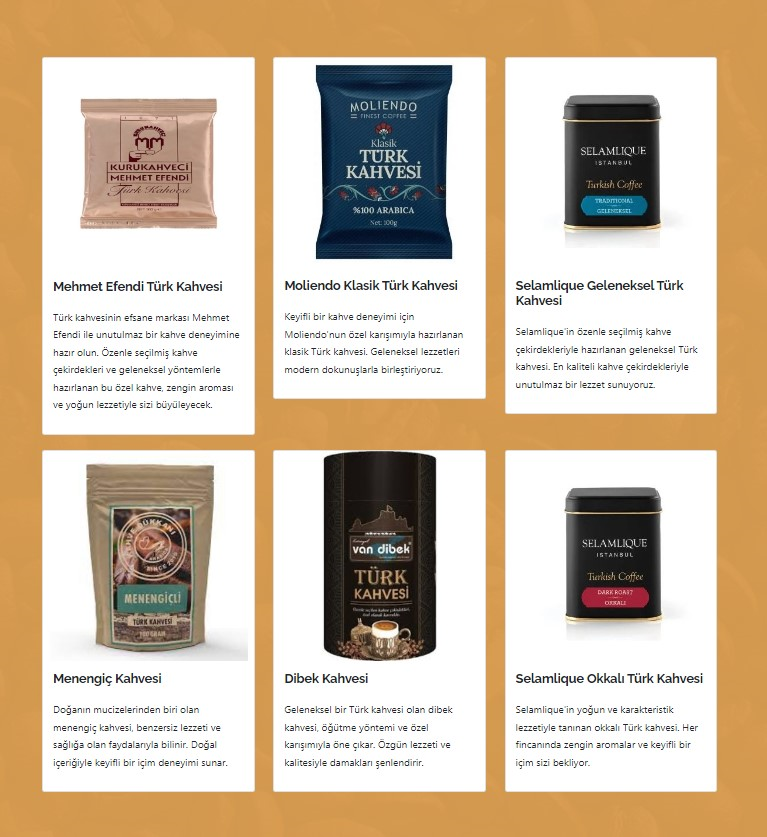 KURUKAHVECİ
MEHMET EFENDİ
Türk Kahvesi
Mehmet Efendi Türk Kahvesi
Türk kahvesinin efsane markası Mehmet
Efendi ile unutulmaz bir kahve deneyimine
hazır olun. Özenle seçilmiş kahve
çekirdekleri ve geleneksel yöntemlerle
hazırlanan bu özel kahve, zengin aroması
ve yoğun lezzetiyle sizi büyüleyecek.
MOLIENDO
FINEST COFFEE
Klasik
TÜRK
KAHVESİ
%100 ARABICA
Net: 100g
Moliendo Klasik Türk Kahvesi
Keyifli bir kahve deneyimi için
Moliendo'nun özel karışımıyla hazırlanan
klasik Türk kahvesi. Geleneksel lezzetleri
modern dokunuşlarla birleştiriyoruz.
SELAMLIQUE
ISTANBUL
Turkish Coffee
TRADITIONAL
GELENEKSEL
Selamlique Geleneksel Türk
Kahvesi
Selamlique'in özenle seçilmiş kahve
çekirdekleriyle hazırlanan geleneksel Türk
kahvesi. En kaliteli kahve çekirdekleriyle
unutulmaz bir lezzet sunuyoruz.
MENENGİÇLİ
TÜRK KAHVESİ
Menengiç Kahvesi
Doğanın mucizelerinden biri olan
menengiç kahvesi, benzersiz lezzeti ve
sağlığa olan faydalarıyla bilinir. Doğal
içeriğiyle keyifli bir içim deneyimi sunar.
van dibek
TÜRK
KAHVESİ
Dibek Kahvesi
Geleneksel bir Türk kahvesi olan dibek
kahvesi, öğütme yöntemi ve özel
karışımıyla öne çıkar. Özgün lezzeti ve
kalitesiyle damakları şenlendirir.
SELAMLIQUE
ISTANBUL
Turkish Coffee
DARK ROAST
OKKALI
Selamlique Okkalı Türk Kahvesi
Selamlique'in yoğun ve karakteristik
lezzetiyle tanınan okkalı Türk kahvesi. Her
fincanında zengin aromalar ve keyifli bir
içim sizi bekliyor.